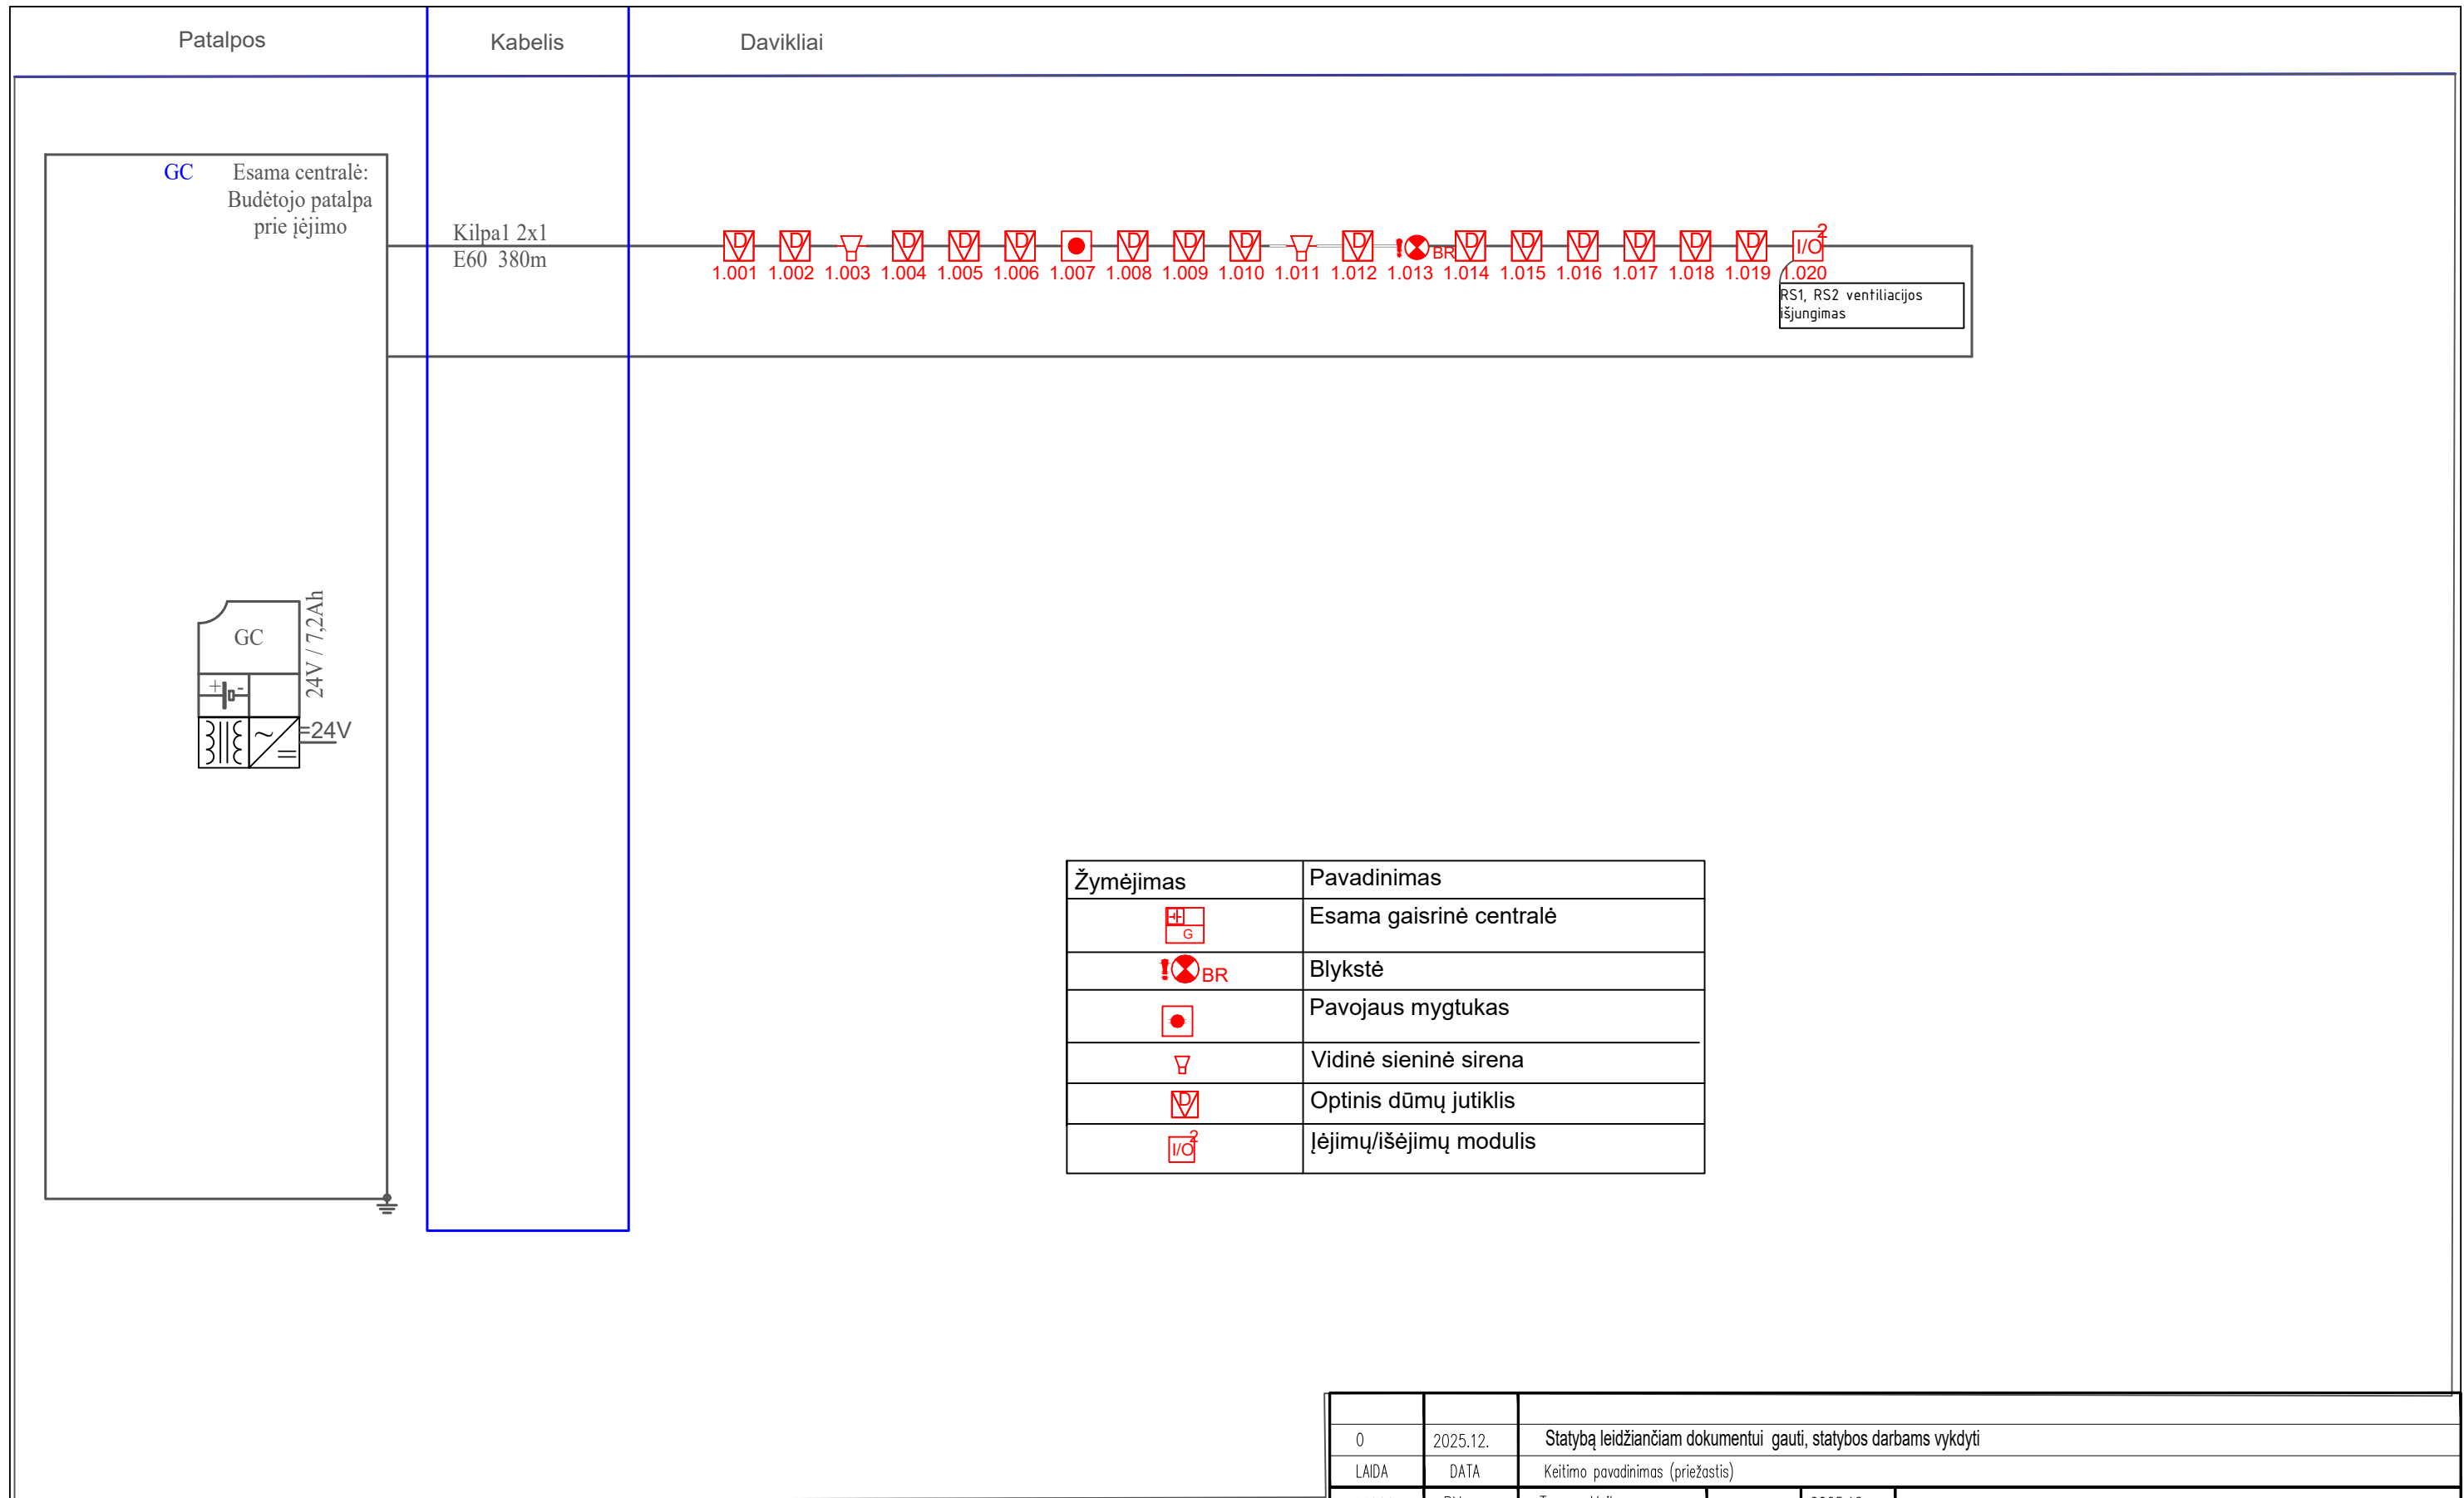 Patalpos
Kabelis
Davikliai
GC
Esama centralė:
Budėtojo patalpa
prie įėjimo
Kilpa1 2x1
E60 380m
D D D D D D D D D D D D D D D
BR
I/O 2
1.001 1.002 1.003 1.004 1.005 1.006 1.007 1.008 1.009 1.010 1.011 1.012 1.013 1.014 1.015 1.016 1.017 1.018 1.019 1.020
RS1, RS2 ventiliacijos
išjungimas
GC
24V / 7,2Ah
+ -
=24V
Žymėjimas Pavadinimas
G Esama gaisrinė centralė
BR Blykstė
Pavojaus mygtukas
Vidinė sieninė sirena
D Optinis dūmų jutiklis
I/O 2 Įėjimų/išėjimų modulis
0 2025.12. Statybą leidžiančiam dokumentui gauti, statybos darbams vykdyti
LAIDA DATA Keitimo pavadinimas (priežastis)